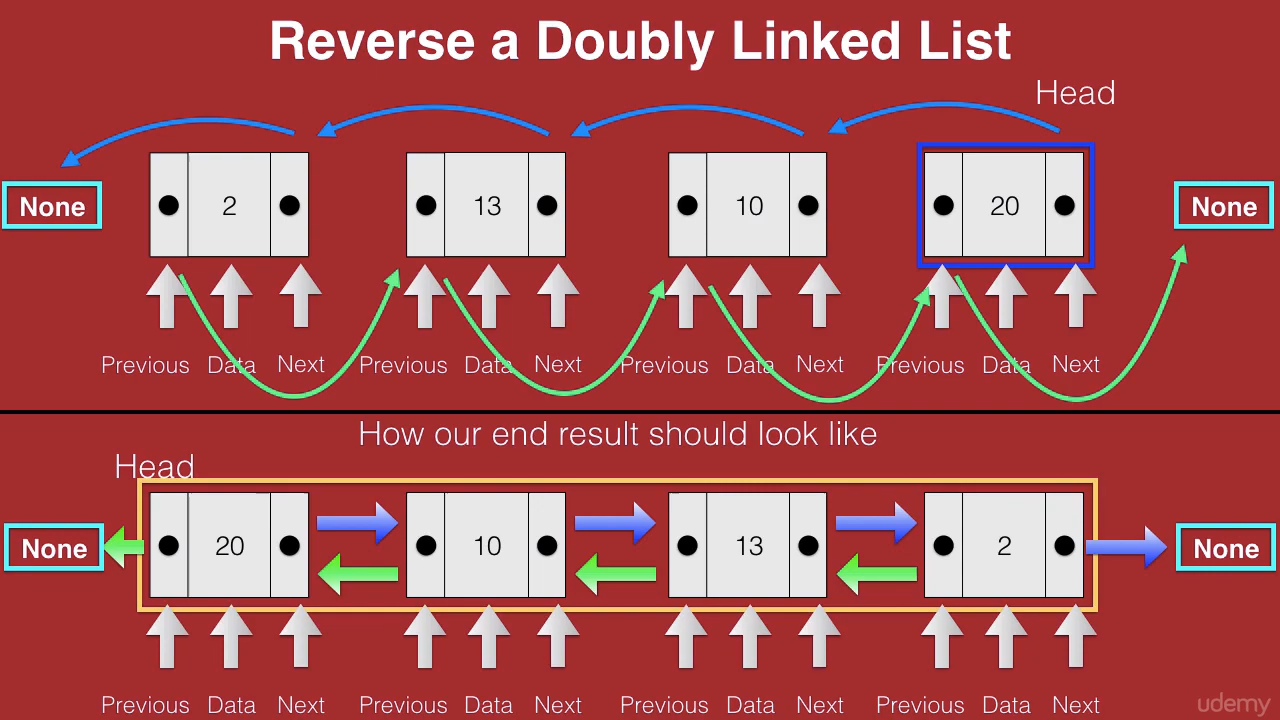 Reverse a Doubly Linked List
Head
None 2 13 10 20 None
Previous Data Next Previous Data Next Previous Data Next Previous Data Next
How our end result should look like
Head
None 20 10 13 2 None
Previous Data Next Previous Data Next Previous Data Next Previous Data Next
udemy